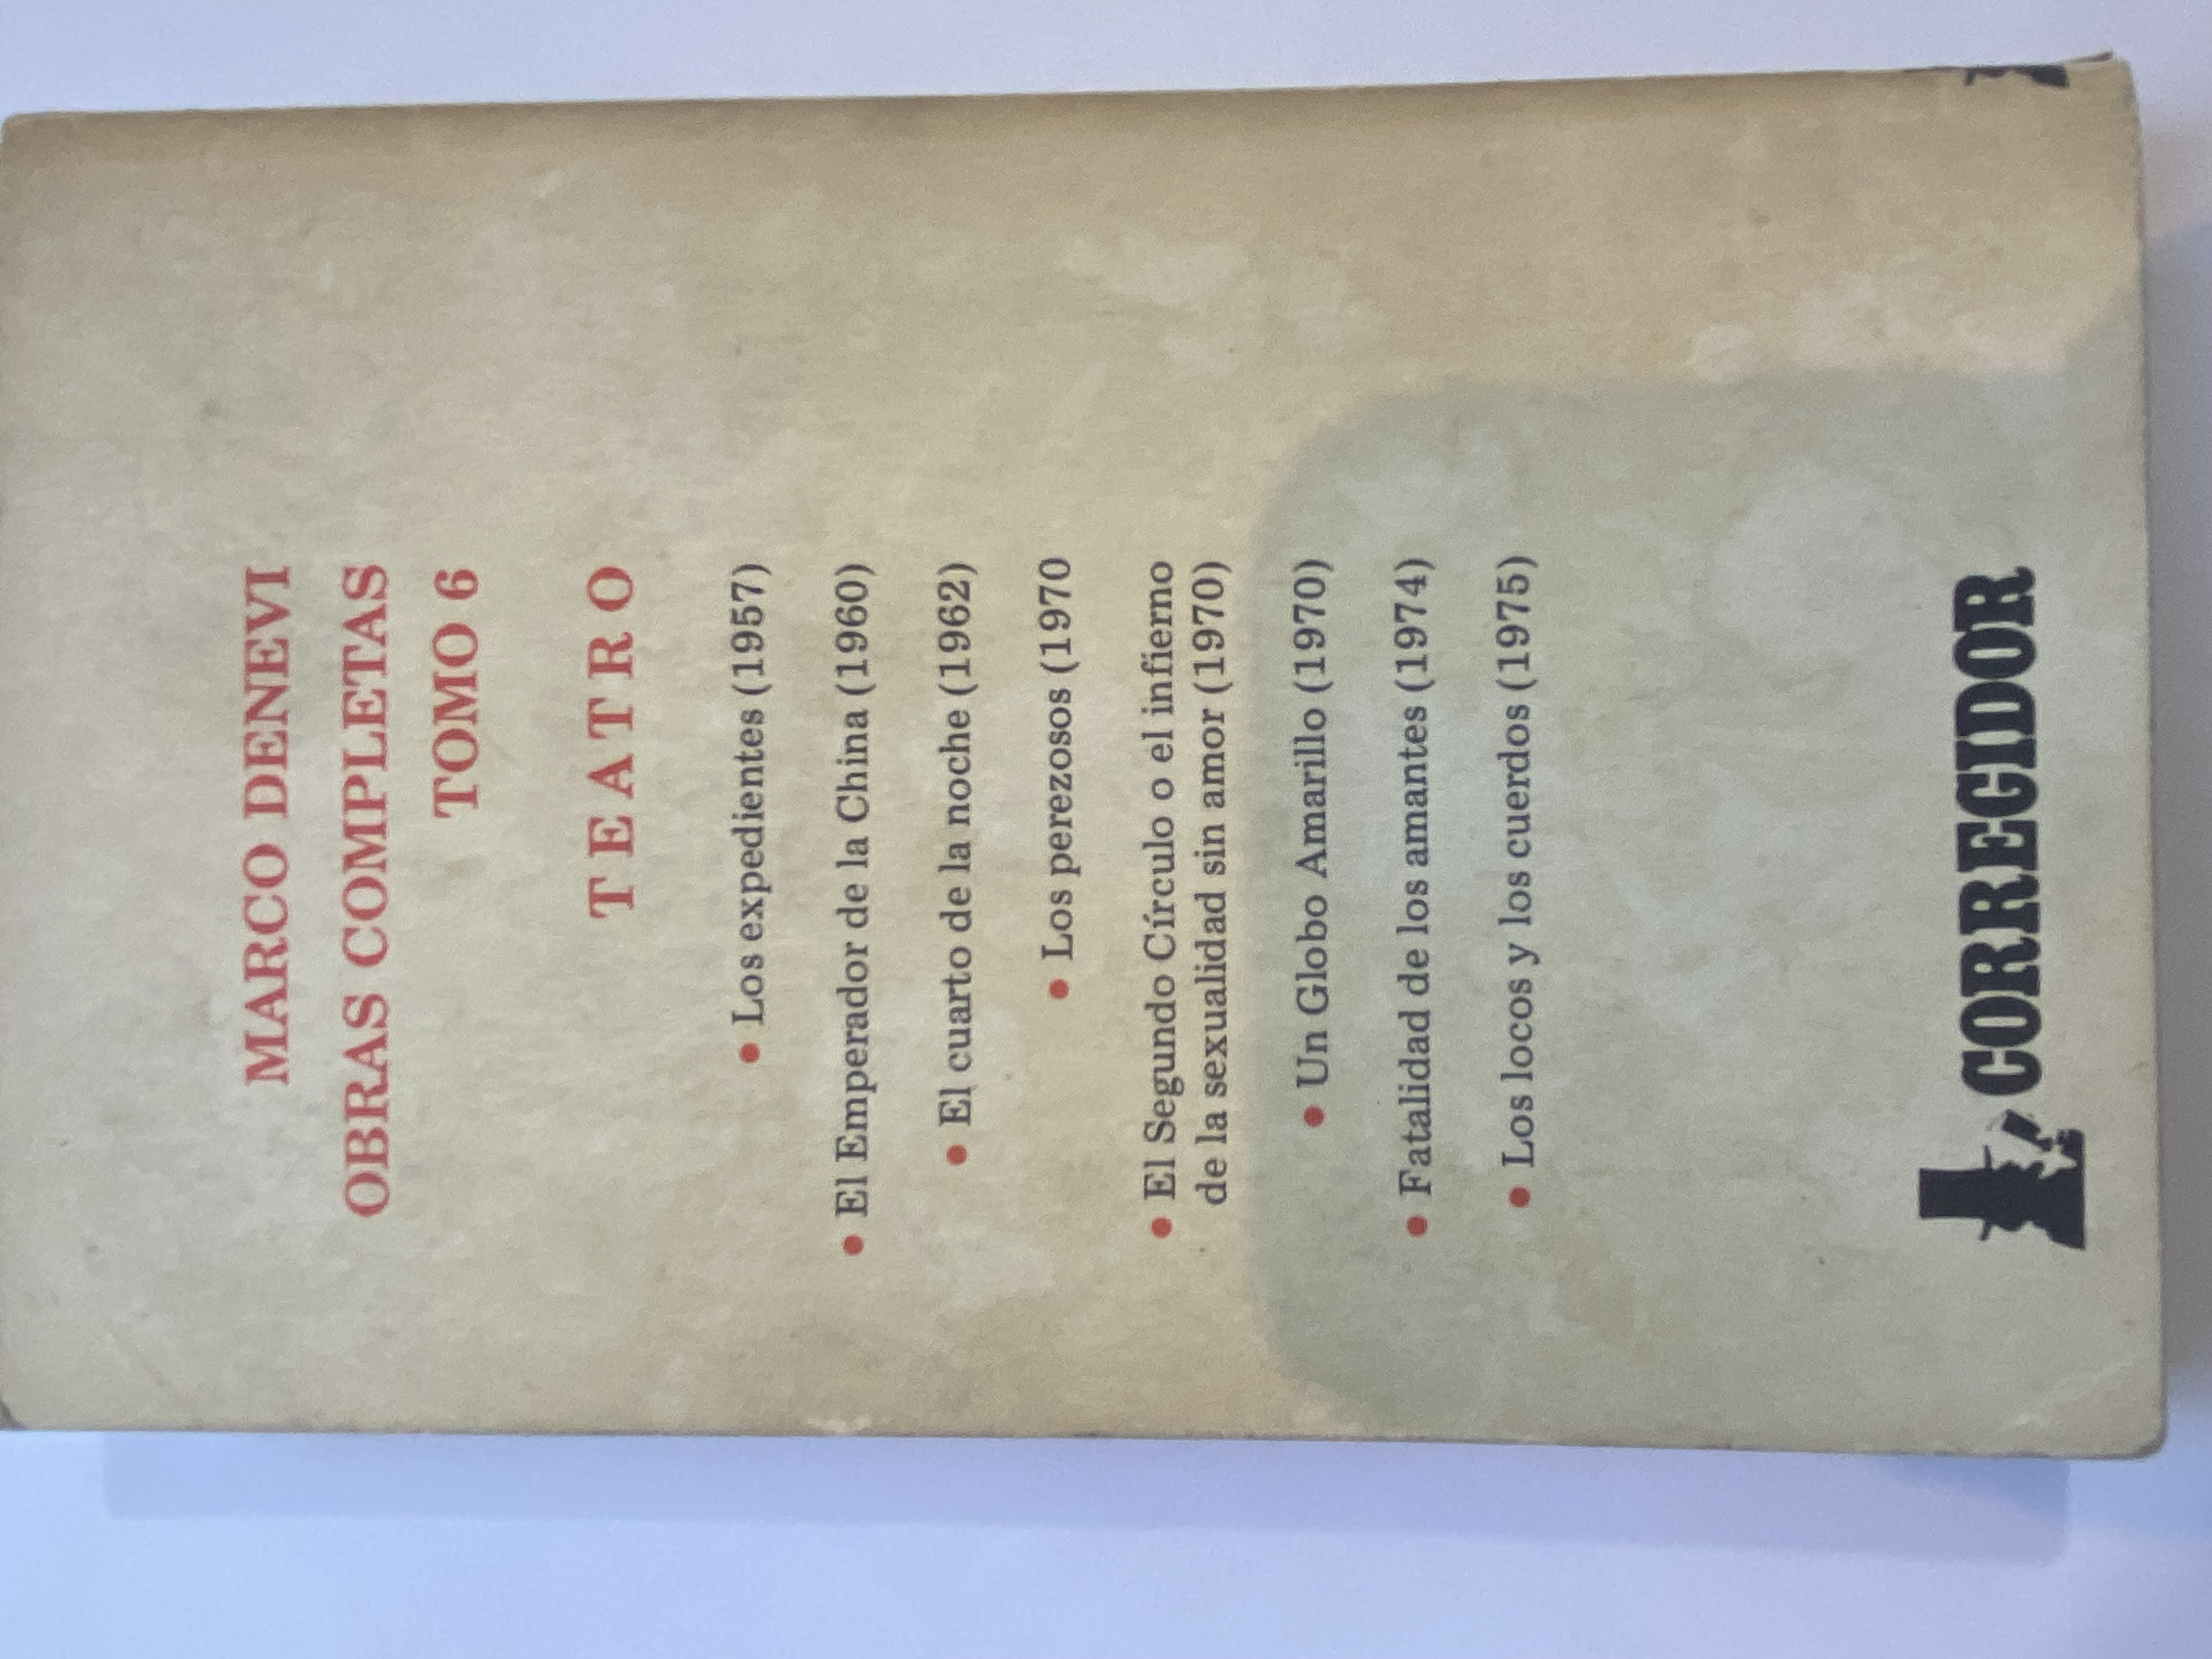 MARCO DENEVI
OBRAS COMPLETAS
TOMO 6
TEATRO
• Los expedientes (1957)
• El Emperador de la China (1960)
• El cuarto de la noche (1962)
• Los perezosos (1970
• El Segundo Círculo o el infierno
de la sexualidad sin amor (1970)
• Un Globo Amarillo (1970)
• Fatalidad de los amantes (1974)
• Los locos y los cuerdos (1975)
CORREGIDOR